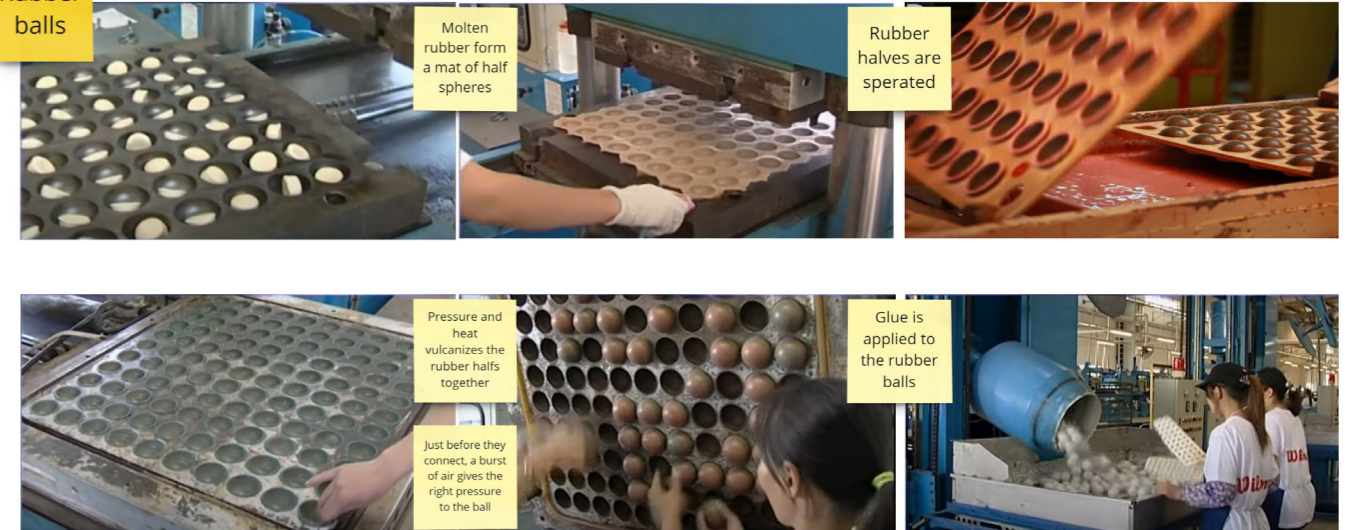 balls
Molten
rubber form
a mat of half
spheres
Rubber
halves are
sperated
Pressure and
heat
vulcanizes the
rubber halfs
together
Just before they
connect, a burst
of air gives the
right pressure
to the ball
Glue is
applied to
the rubber
balls